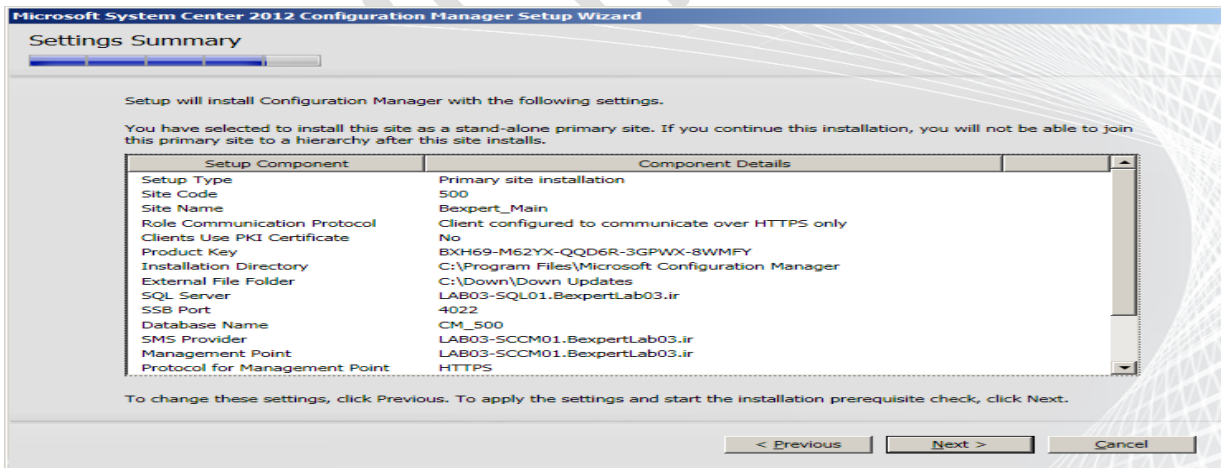 Microsoft System Center 2012 Configuration Manager Setup Wizard
Settings Summary
Setup will install Configuration Manager with the following settings.
You have selected to install this site as a stand-alone primary site. If you continue this installation, you will not be able to join
this primary site to a hierarchy after this site installs.
Setup Component Component Details
Setup Type Primary site installation
Site Code 500
Site Name Bexpert_Main
Role Communication Protocol Client configured to communicate over HTTPS only
Clients Use PKI Certificate No
Product Key BXH69-M62YX-QQD6R-3GPWX-8WMFY
Installation Directory C:\Program Files\Microsoft Configuration Manager
External File Folder C:\Down\Down Updates
SQL Server LAB03-SQL01.BexpertLab03.ir
SSB Port 4022
Database Name CM_500
SMS Provider LAB03-SCCM01.BexpertLab03.ir
Management Point LAB03-SCCM01.BexpertLab03.ir
Protocol for Management Point HTTPS
To change these settings, click Previous. To apply the settings and start the installation prerequisite check, click Next.
< Previous Next > Cancel